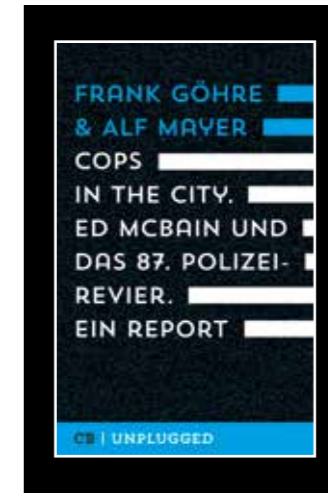 FRANK GÖHRE
& ALF MAYER
COPS
IN THE CITY.
ED MCBAIN UND
DAS 87. POLIZEI-
REVIER.
EIN REPORT
CB | UNPLUGGED